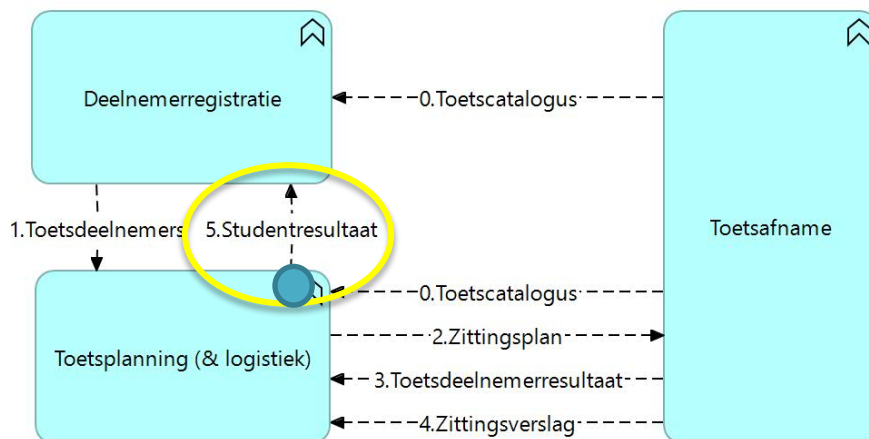 Deelnemerregistratie
0.Toetscatalogus
1.Toetsdeelnemers
5.Studentresultaat
Toetsafname
0.Toetscatalogus
2.Zittingsplan
Toetsplanning (& logistiek)
3.Toetsdeelnemerresultaat
4.Zittingsverslag